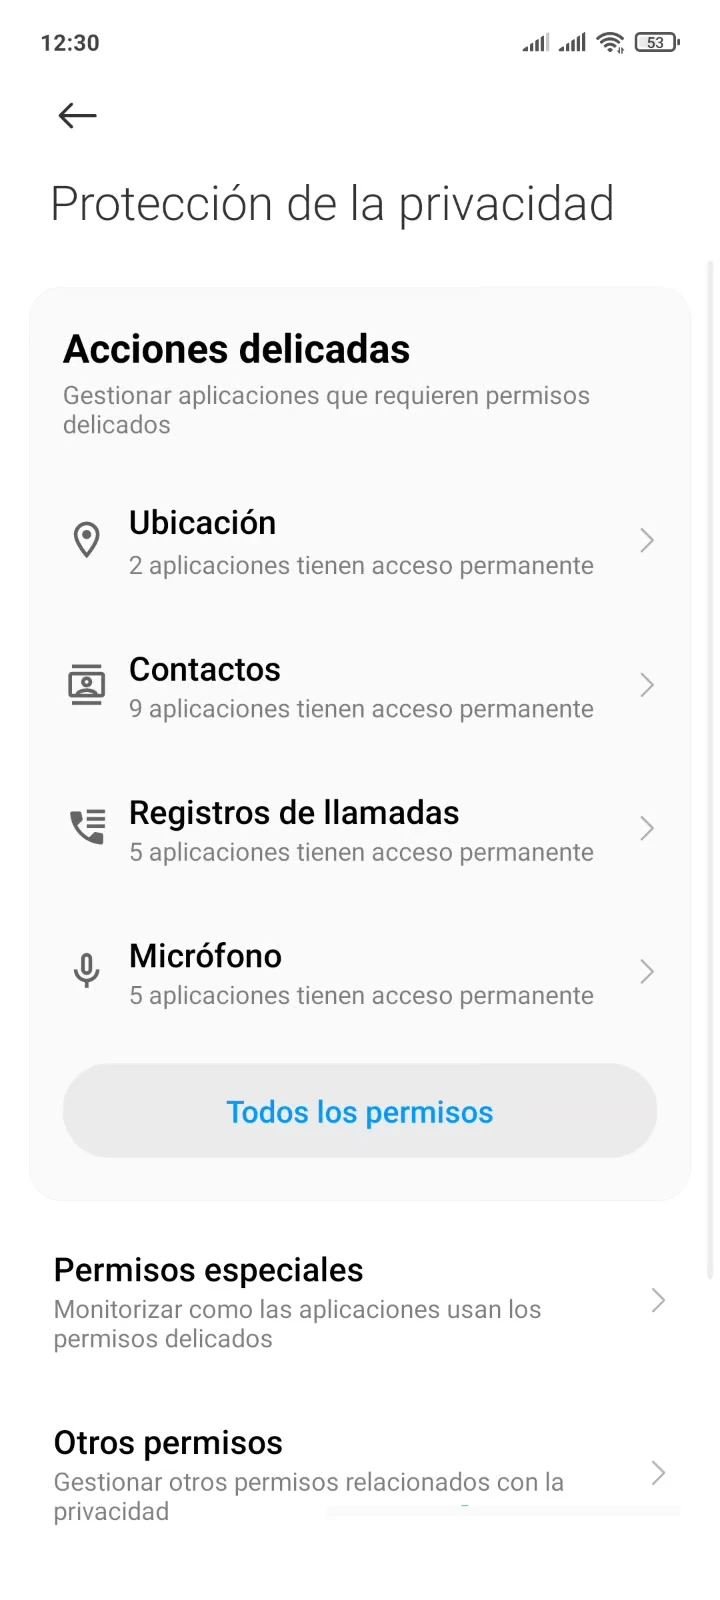 12:30
53
Protección de la privacidad
Acciones delicadas
Gestionar aplicaciones que requieren permisos
delicados
Ubicación
2 aplicaciones tienen acceso permanente
Contactos
9 aplicaciones tienen acceso permanente
Registros de llamadas
5 aplicaciones tienen acceso permanente
Micrófono
5 aplicaciones tienen acceso permanente
Todos los permisos
Permisos especiales
Monitorizar como las aplicaciones usan los
permisos delicados
Otros permisos
Gestionar otros permisos relacionados con la
privacidad